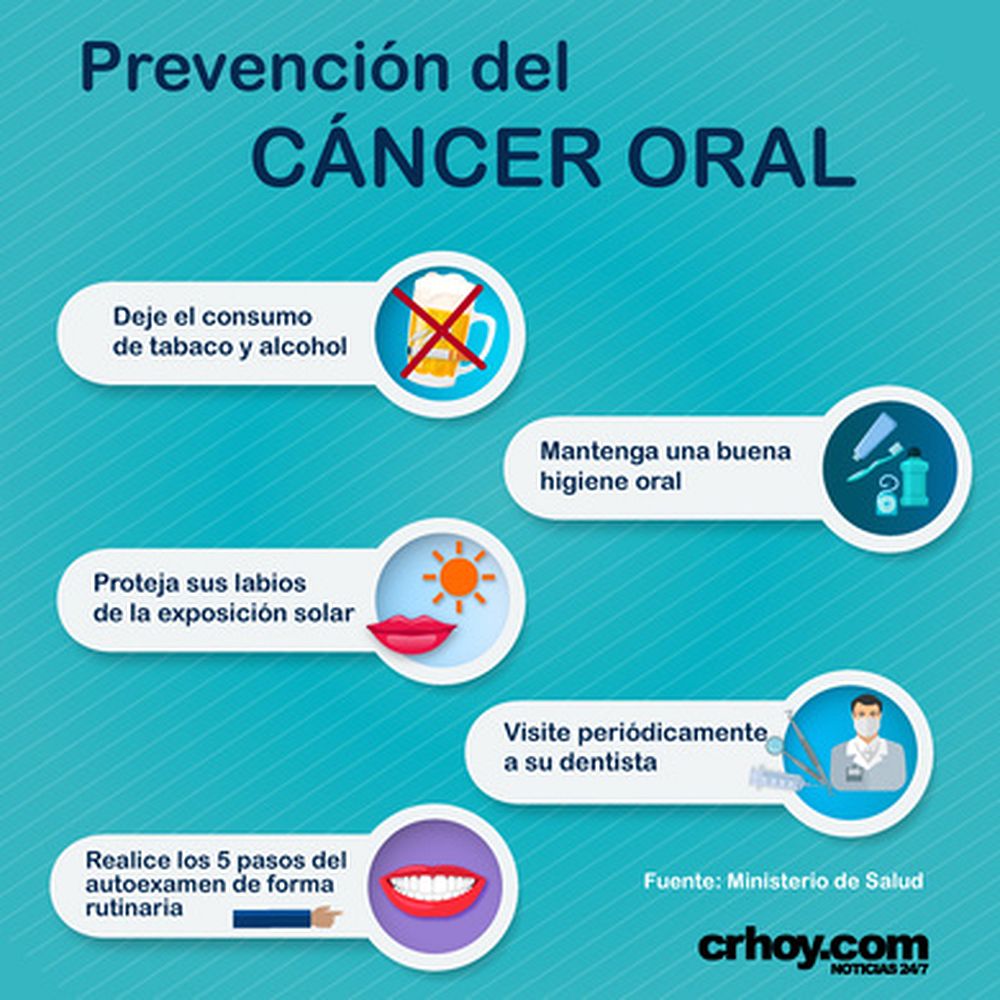 Prevención del
CÁNCER ORAL
Deje el consumo
de tabaco y alcohol
Mantenga una buena
higiene oral
Proteja sus labios
de la exposición solar
Visite periódicamente
a su dentista
Realice los 5 pasos del
autoexamen de forma
rutinaria
Fuente: Ministerio de Salud
crhoy.com
NOTICIAS 24/7